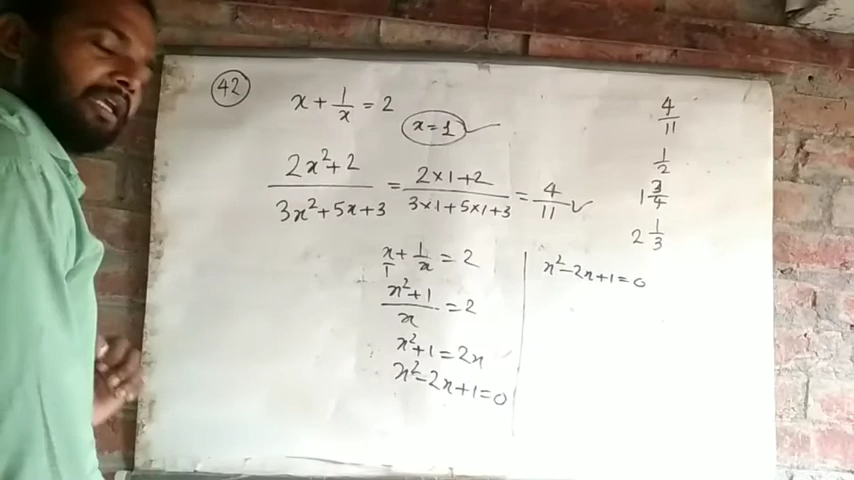 42
x + 1/x = 2
x = 1
(2x² + 2)/(3x² + 5x + 3) = (2×1+2)/(3×1+5×1+3) = 4/11 ✓
x/1 + 1/x = 2
(x² + 1)/x = 2
x² + 1 = 2x
x² - 2x + 1 = 0
x² - 2x + 1 = 0
4/11
1/2
1 3/4
2 1/3